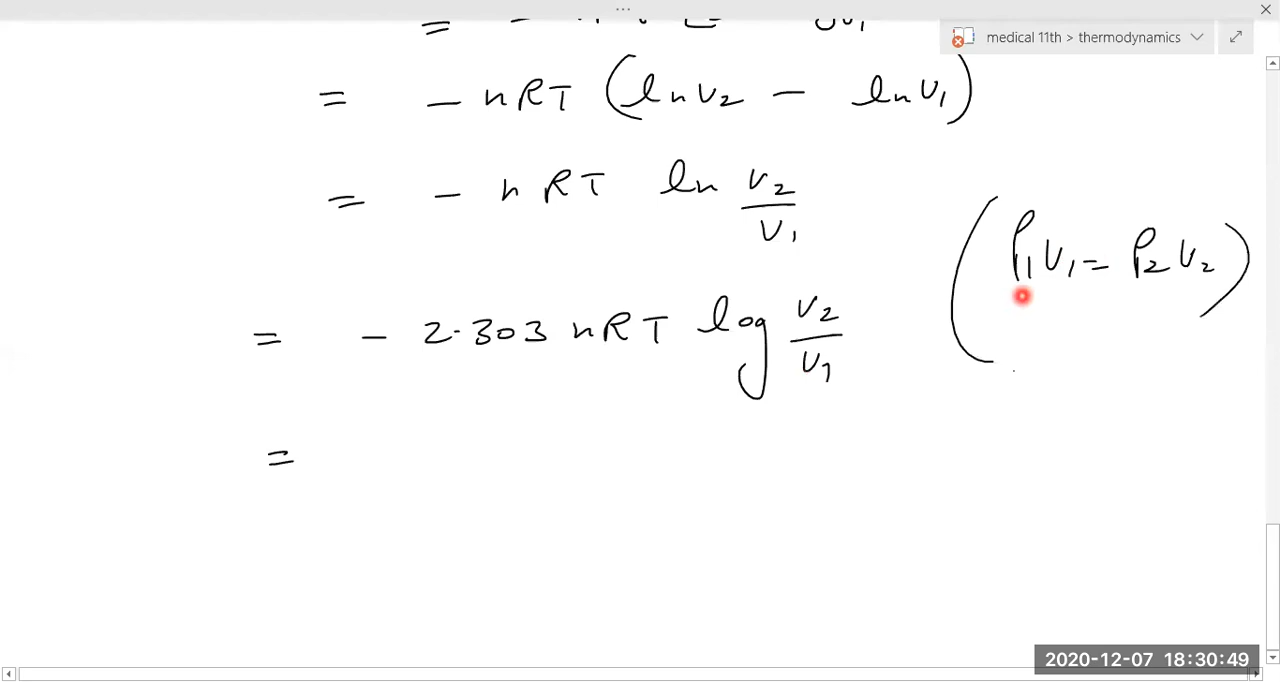 medical 11th > thermodynamics
= - nRT (ln V2 - ln V1)
= - nRT ln V2/V1
(P1V1 = P2V2)
= - 2.303 nRT log V2/V1
=
2020-12-07 18:30:49